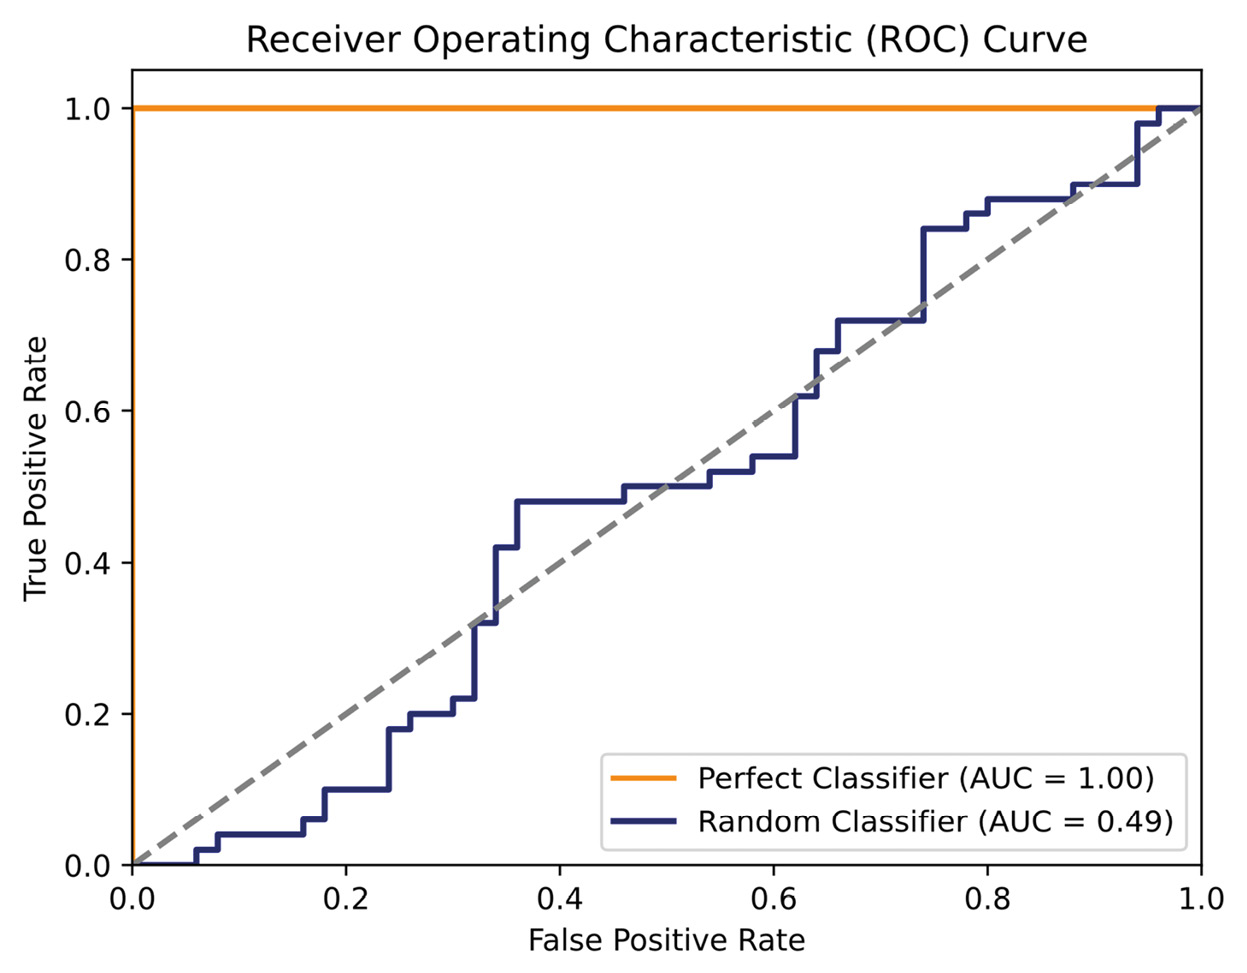 Receiver Operating Characteristic (ROC) Curve
True Positive Rate
1.0
0.8
0.6
0.4
0.2
0.0
Perfect Classifier (AUC = 1.00)
Random Classifier (AUC = 0.49)
0.0 0.2 0.4 0.6 0.8 1.0
False Positive Rate